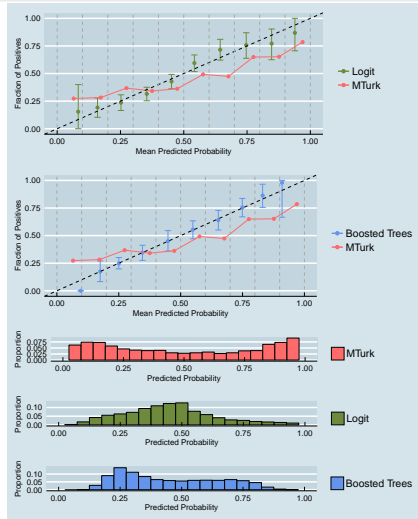 1.00
0.75
0.50
0.25
0.00
Fraction of Positives
0.00 0.25 0.50 0.75 1.00
Mean Predicted Probability
Logit
MTurk
1.00
0.75
0.50
0.25
0.00
Fraction of Positives
0.00 0.25 0.50 0.75 1.00
Mean Predicted Probability
Boosted Trees
MTurk
Proportion
0.075
0.050
0.025
0.000
0.00 0.25 0.50 0.75 1.00
Predicted Probability
MTurk
Proportion
0.10
0.05
0.00
0.00 0.25 0.50 0.75 1.00
Predicted Probability
Logit
Proportion
0.10
0.05
0.00
0.00 0.25 0.50 0.75 1.00
Predicted Probability
Boosted Trees